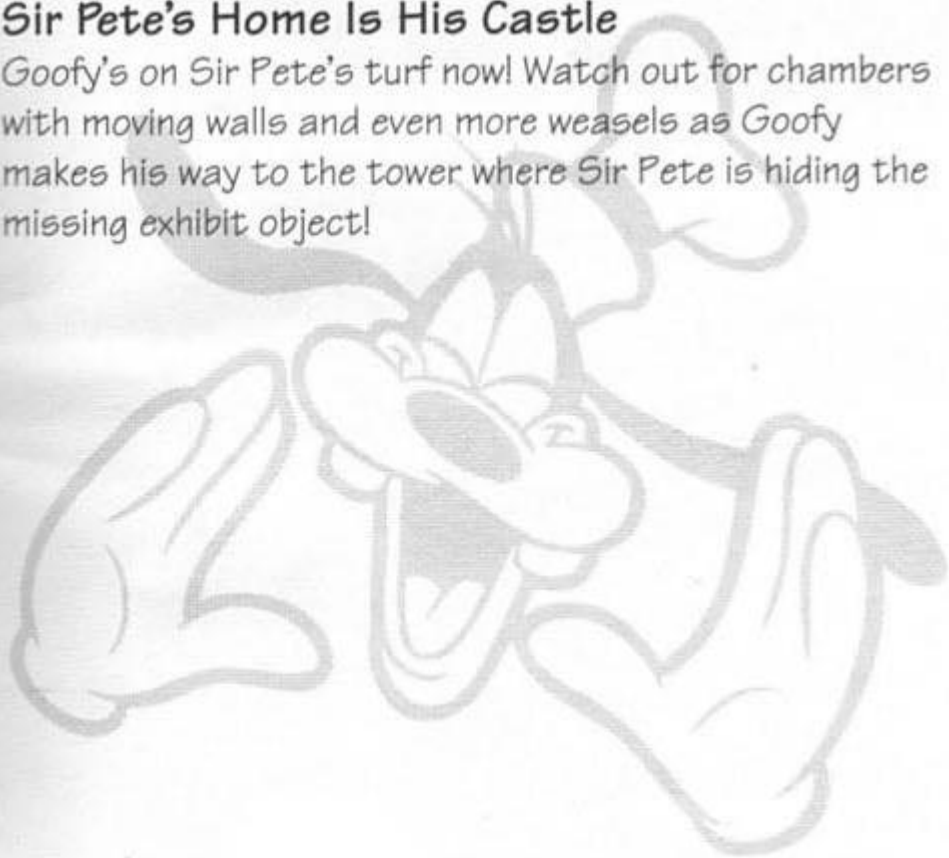 Sir Pete's Home Is His Castle
Goofy's on Sir Pete's turf now! Watch out for chambers
with moving walls and even more weasels as Goofy
makes his way to the tower where Sir Pete is hiding the
missing exhibit object!